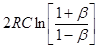 2RC ln[(1 + β)/(1 − β)]